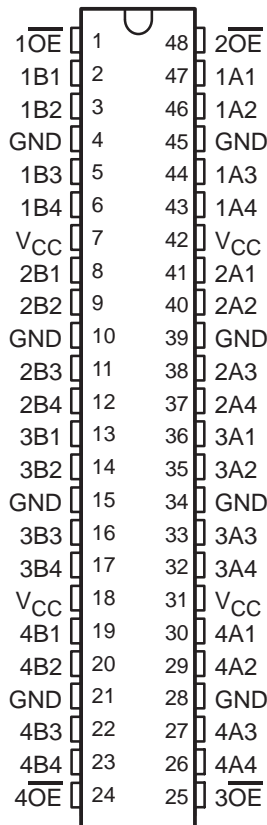 1O̅E̅ 1 48 2O̅E̅
1B1 2 47 1A1
1B2 3 46 1A2
GND 4 45 GND
1B3 5 44 1A3
1B4 6 43 1A4
VCC 7 42 VCC
2B1 8 41 2A1
2B2 9 40 2A2
GND 10 39 GND
2B3 11 38 2A3
2B4 12 37 2A4
3B1 13 36 3A1
3B2 14 35 3A2
GND 15 34 GND
3B3 16 33 3A3
3B4 17 32 3A4
VCC 18 31 VCC
4B1 19 30 4A1
4B2 20 29 4A2
GND 21 28 GND
4B3 22 27 4A3
4B4 23 26 4A4
4O̅E̅ 24 25 3O̅E̅